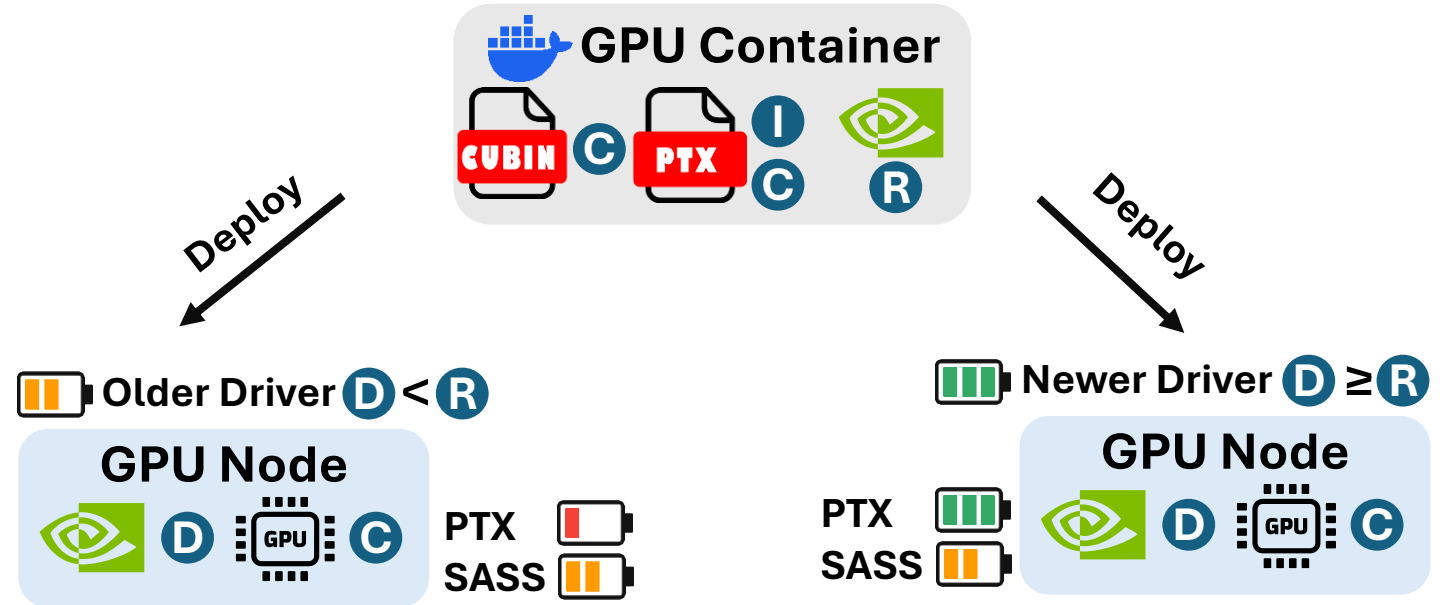 GPU Container
CUBIN C PTX I C R
Deploy
Deploy
Older Driver D < R
GPU Node
D GPU C
PTX
SASS
Newer Driver D ≥ R
GPU Node
D GPU C
PTX
SASS